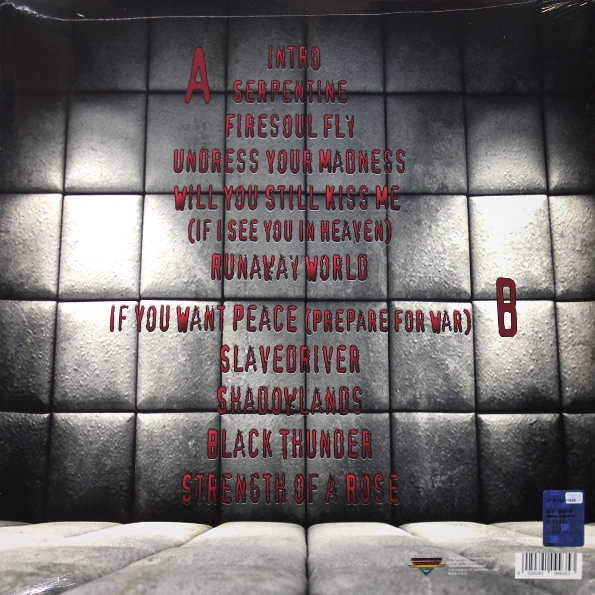 A
INTRO
SERPENTINE
FIRESOUL FLY
UNDRESS YOUR MADNESS
WILL YOU STILL KISS ME
(IF I SEE YOU IN HEAVEN)
RUNAWAY WORLD
IF YOU WANT PEACE (PREPARE FOR WAR)
B
SLAVEDRIVER
SHADOWLANDS
BLACK THUNDER
STRENGTH OF A ROSE